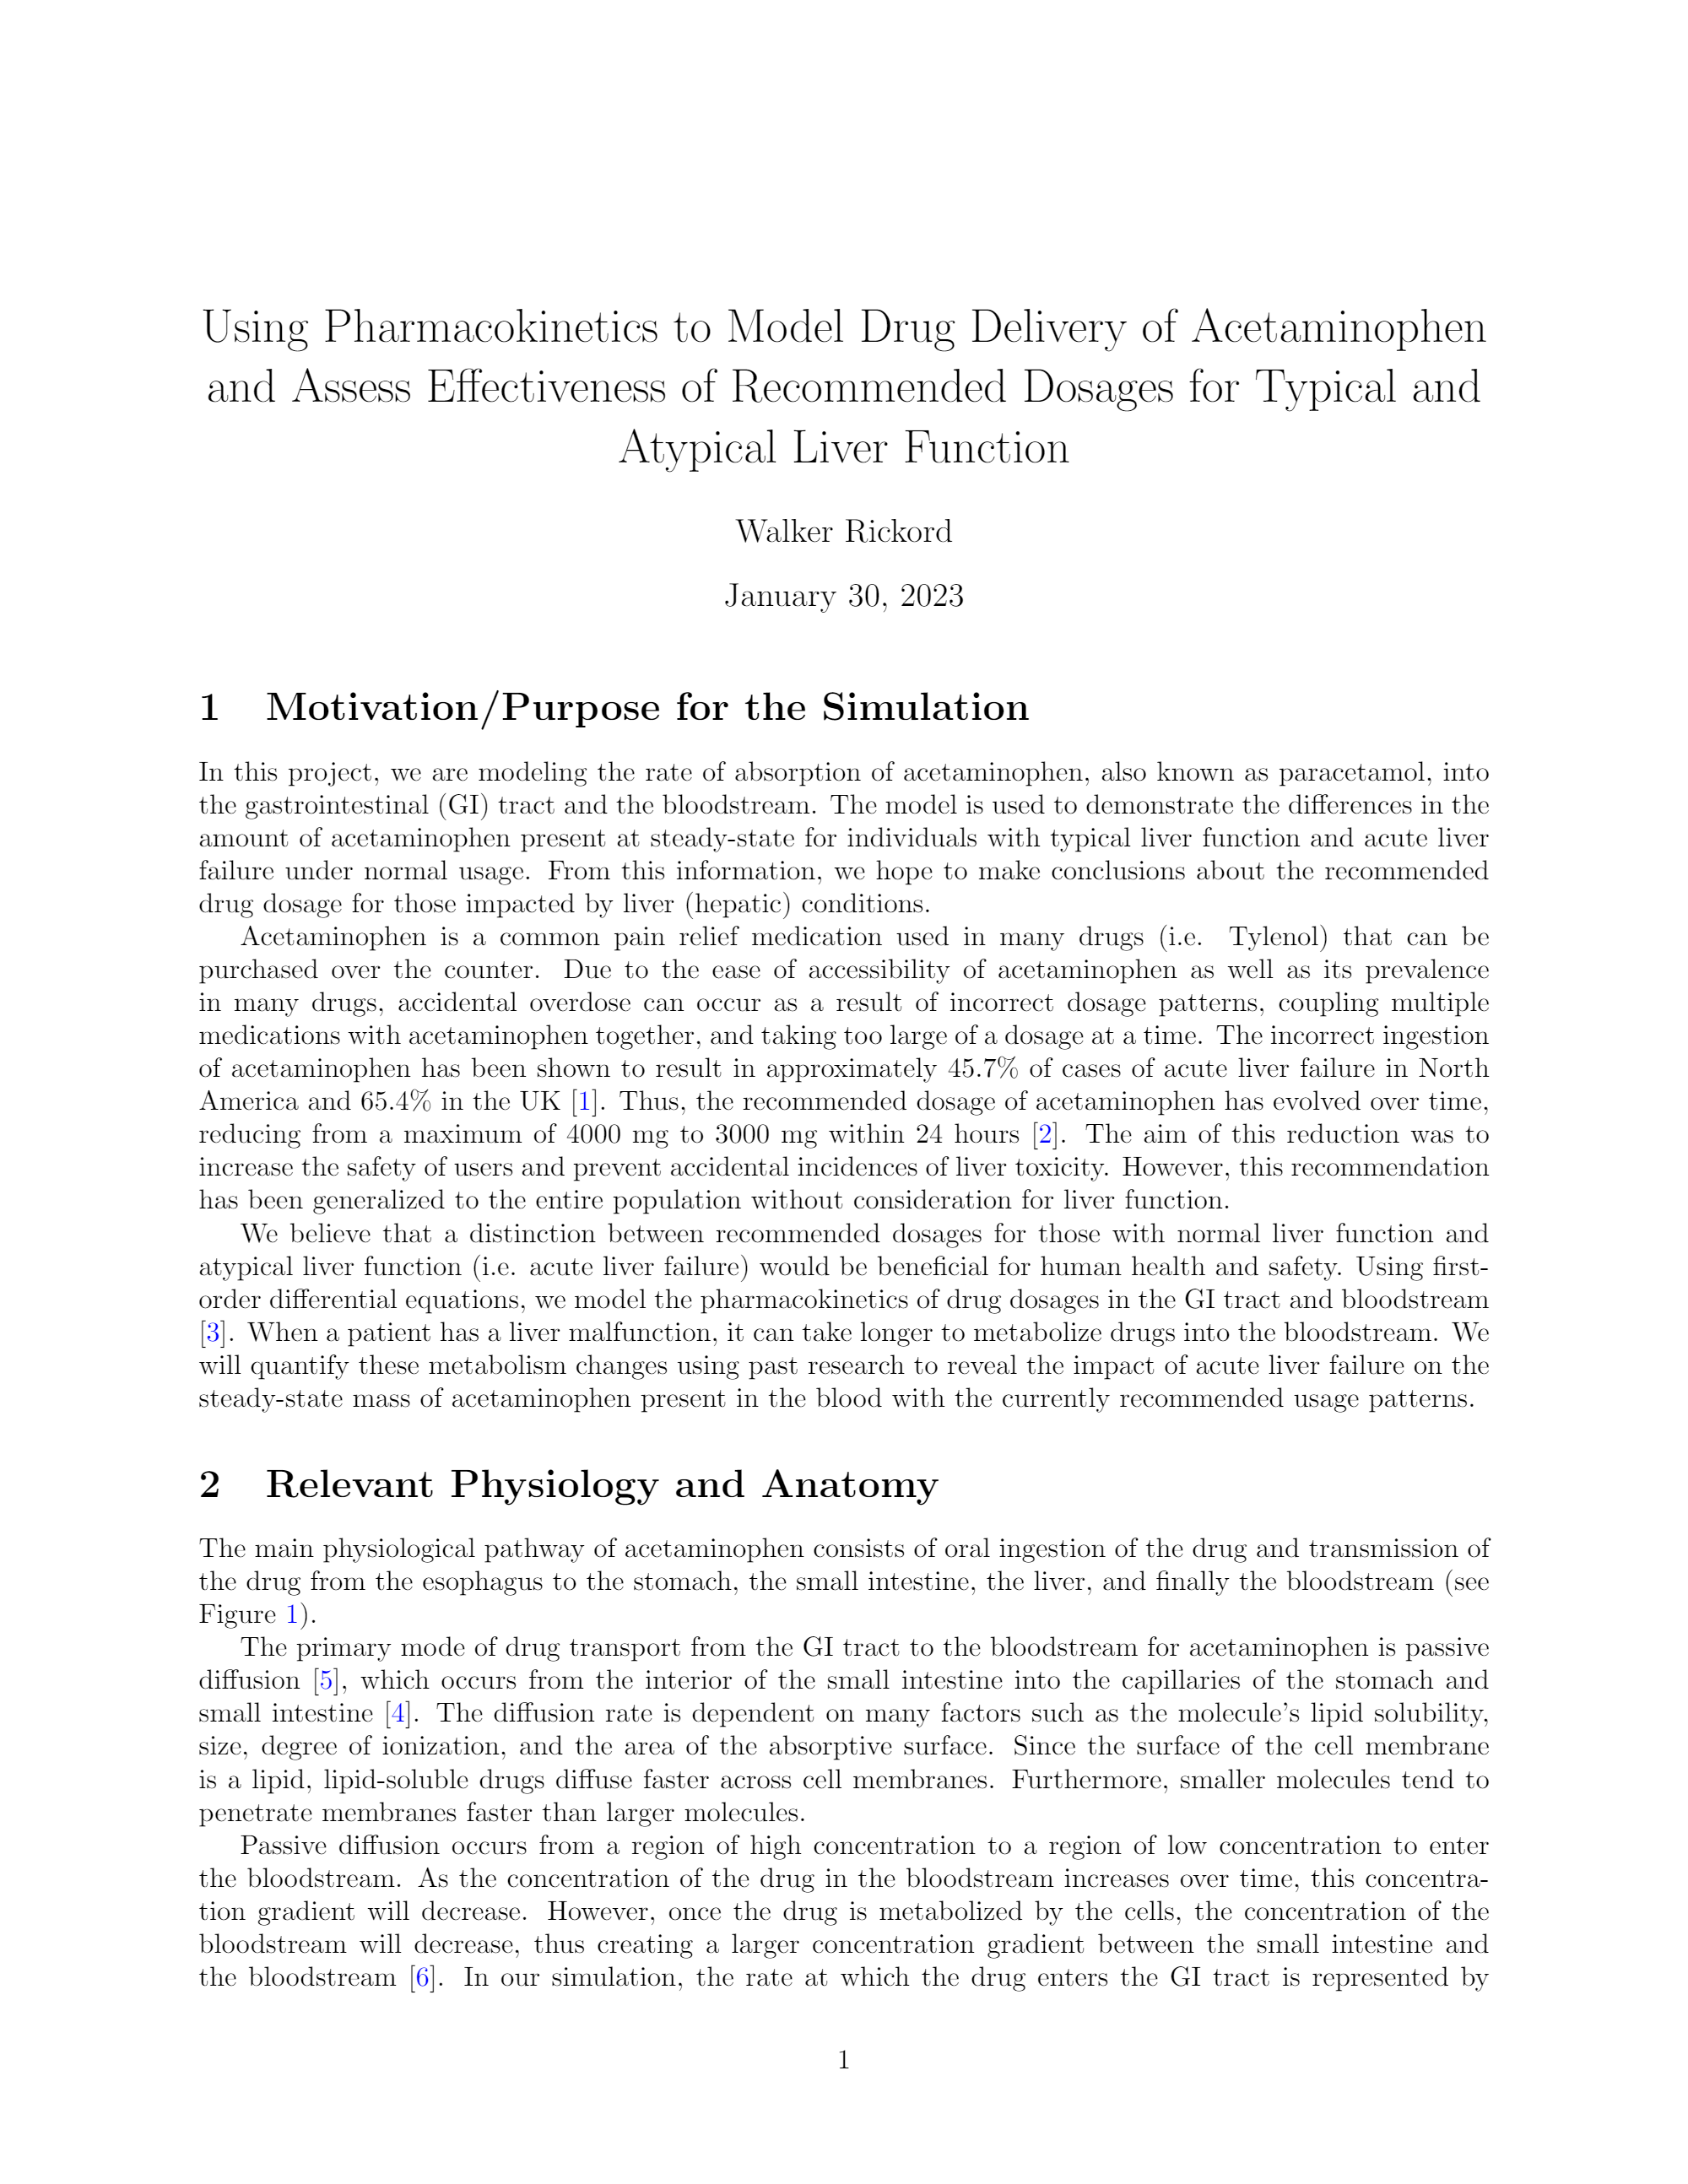 Using Pharmacokinetics to Model Drug Delivery of Acetaminophen
and Assess Effectiveness of Recommended Dosages for Typical and
Atypical Liver Function
Walker Rickord
January 30, 2023
1 Motivation/Purpose for the Simulation
In this project, we are modeling the rate of absorption of acetaminophen, also known as paracetamol, into
the gastrointestinal (GI) tract and the bloodstream. The model is used to demonstrate the differences in the
amount of acetaminophen present at steady-state for individuals with typical liver function and acute liver
failure under normal usage. From this information, we hope to make conclusions about the recommended
drug dosage for those impacted by liver (hepatic) conditions.
Acetaminophen is a common pain relief medication used in many drugs (i.e. Tylenol) that can be
purchased over the counter. Due to the ease of accessibility of acetaminophen as well as its prevalence
in many drugs, accidental overdose can occur as a result of incorrect dosage patterns, coupling multiple
medications with acetaminophen together, and taking too large of a dosage at a time. The incorrect ingestion
of acetaminophen has been shown to result in approximately 45.7% of cases of acute liver failure in North
America and 65.4% in the UK [1]. Thus, the recommended dosage of acetaminophen has evolved over time,
reducing from a maximum of 4000 mg to 3000 mg within 24 hours [2]. The aim of this reduction was to
increase the safety of users and prevent accidental incidences of liver toxicity. However, this recommendation
has been generalized to the entire population without consideration for liver function.
We believe that a distinction between recommended dosages for those with normal liver function and
atypical liver function (i.e. acute liver failure) would be beneficial for human health and safety. Using first-
order differential equations, we model the pharmacokinetics of drug dosages in the GI tract and bloodstream
[3]. When a patient has a liver malfunction, it can take longer to metabolize drugs into the bloodstream. We
will quantify these metabolism changes using past research to reveal the impact of acute liver failure on the
steady-state mass of acetaminophen present in the blood with the currently recommended usage patterns.
2 Relevant Physiology and Anatomy
The main physiological pathway of acetaminophen consists of oral ingestion of the drug and transmission of
the drug from the esophagus to the stomach, the small intestine, the liver, and finally the bloodstream (see
Figure 1).
The primary mode of drug transport from the GI tract to the bloodstream for acetaminophen is passive
diffusion [5], which occurs from the interior of the small intestine into the capillaries of the stomach and
small intestine [4]. The diffusion rate is dependent on many factors such as the molecule's lipid solubility,
size, degree of ionization, and the area of the absorptive surface. Since the surface of the cell membrane
is a lipid, lipid-soluble drugs diffuse faster across cell membranes. Furthermore, smaller molecules tend to
penetrate membranes faster than larger molecules.
Passive diffusion occurs from a region of high concentration to a region of low concentration to enter
the bloodstream. As the concentration of the drug in the bloodstream increases over time, this concentra-
tion gradient will decrease. However, once the drug is metabolized by the cells, the concentration of the
bloodstream will decrease, thus creating a larger concentration gradient between the small intestine and
the bloodstream [6]. In our simulation, the rate at which the drug enters the GI tract is represented by
1